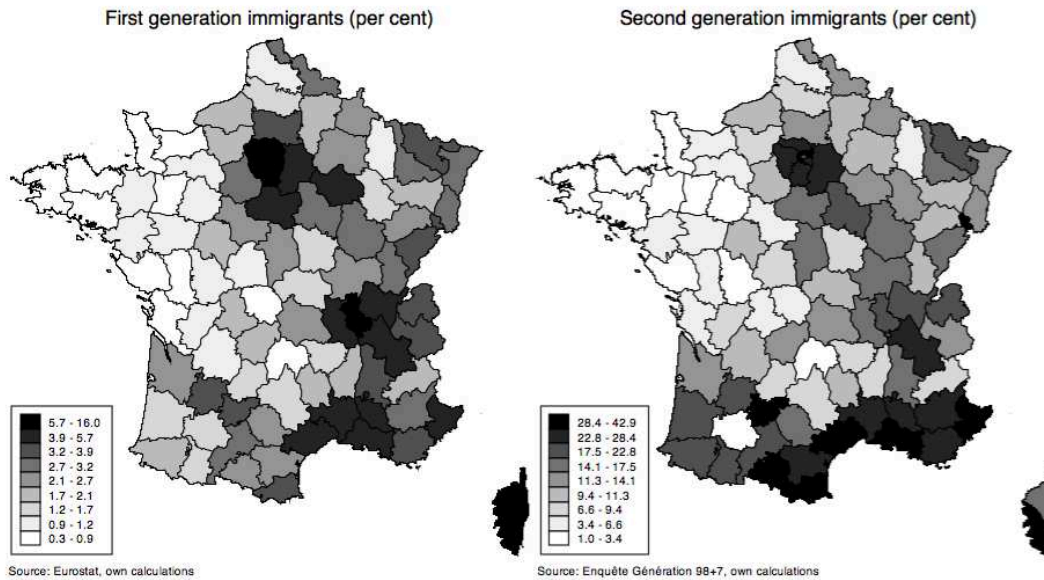 First generation immigrants (per cent)
5.7 - 16.0
3.9 - 5.7
3.2 - 3.9
2.7 - 3.2
2.1 - 2.7
1.7 - 2.1
1.2 - 1.7
0.9 - 1.2
0.3 - 0.9
Source: Eurostat, own calculations
Second generation immigrants (per cent)
28.4 - 42.9
22.8 - 28.4
17.5 - 22.8
14.1 - 17.5
11.3 - 14.1
9.4 - 11.3
6.6 - 9.4
3.4 - 6.6
1.0 - 3.4
Source: Enquête Génération 98+7, own calculations